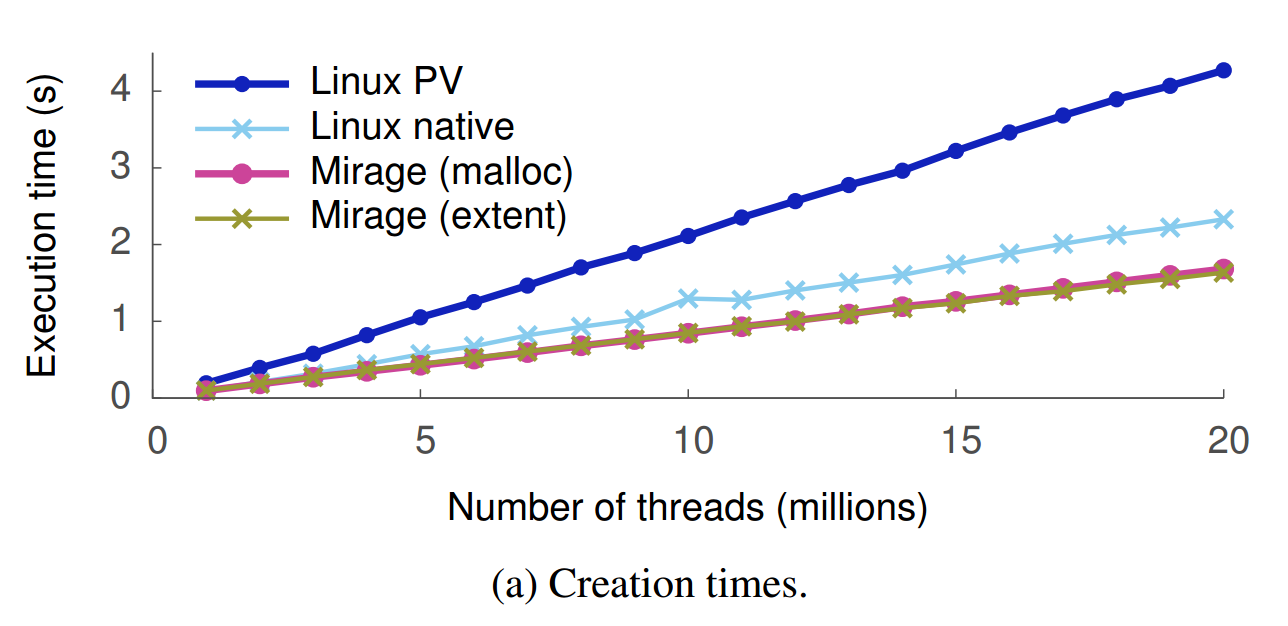 Execution time (s)
4
3
2
1
0
Linux PV
Linux native
Mirage (malloc)
Mirage (extent)
0 5 10 15 20
Number of threads (millions)
(a) Creation times.